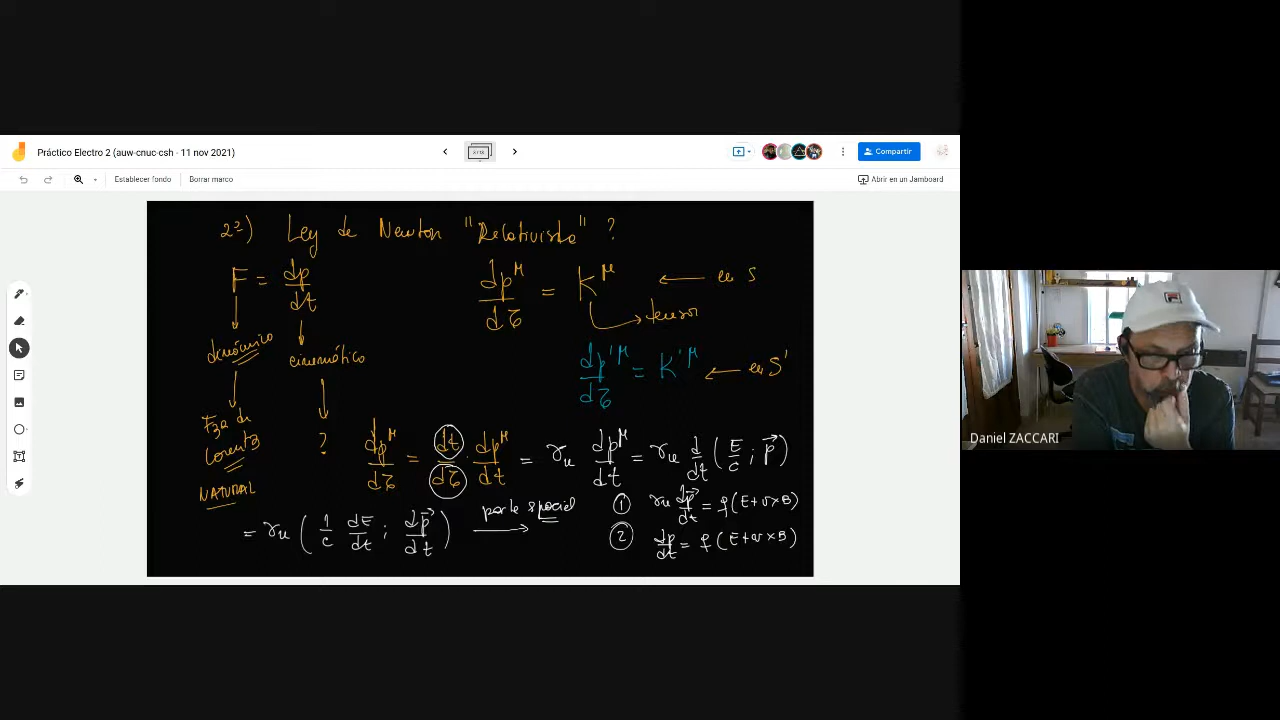 Práctico Electro 2 (auw-cnuc-csh - 11 nov 2021)
Compartir
Establecer fondo
Borrar marco
Abrir en un Jamboard
2º) Ley de Newton "Relativista" ?
F = dp/dt
dinámico
cinemático
Fza de Lorentz
NATURAL
?
dp^μ/dτ = K^μ ← en S
tensor
dp'^μ/dτ = K'^μ ← en S'
dp^μ/dτ = dt/dτ · dp^μ/dt = γu dp^μ/dt = γu d/dt (E/c ; p⃗)
= γu (1/c dE/dt ; dp⃗/dt) parte espacial →
① γu dp⃗/dt = q(E+v×B)
② dp/dt = q(E+v×B)
Daniel ZACCARI